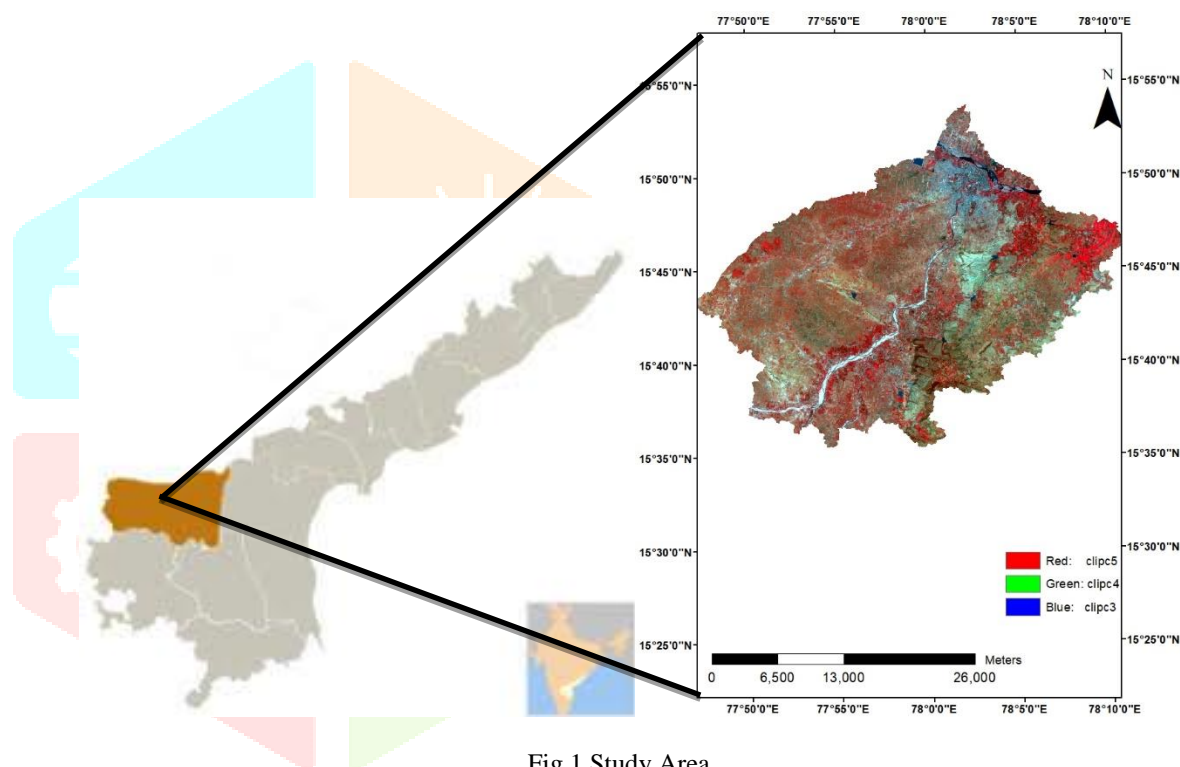 77°50'0"E 77°55'0"E 78°0'0"E 78°5'0"E 78°10'0"E
N
15°55'0"N 15°55'0"N
15°50'0"N 15°50'0"N
15°45'0"N 15°45'0"N
15°40'0"N 15°40'0"N
15°35'0"N 15°35'0"N
15°30'0"N 15°30'0"N
Red: clipc5
Green: clipc4
Blue: clipc3
15°25'0"N 15°25'0"N
Meters
0 6,500 13,000 26,000
77°50'0"E 77°55'0"E 78°0'0"E 78°5'0"E 78°10'0"E
Fig 1 Study Area